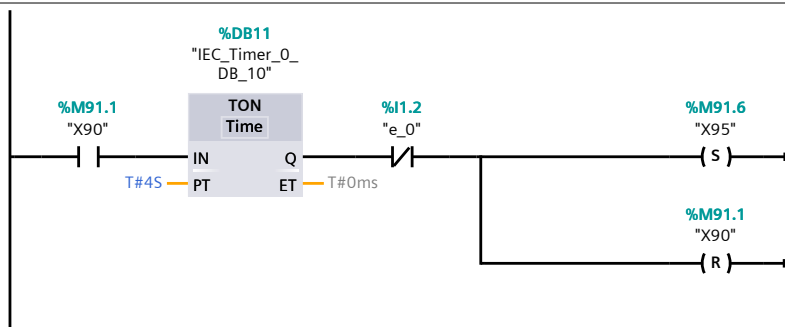 %DB11
"IEC_Timer_0_
DB_10"
%M91.1
"X90"
TON
Time
%I1.2
"e_0"
%M91.6
"X95"
IN
Q
S
T#4S
PT
ET
T#0ms
%M91.1
"X90"
R